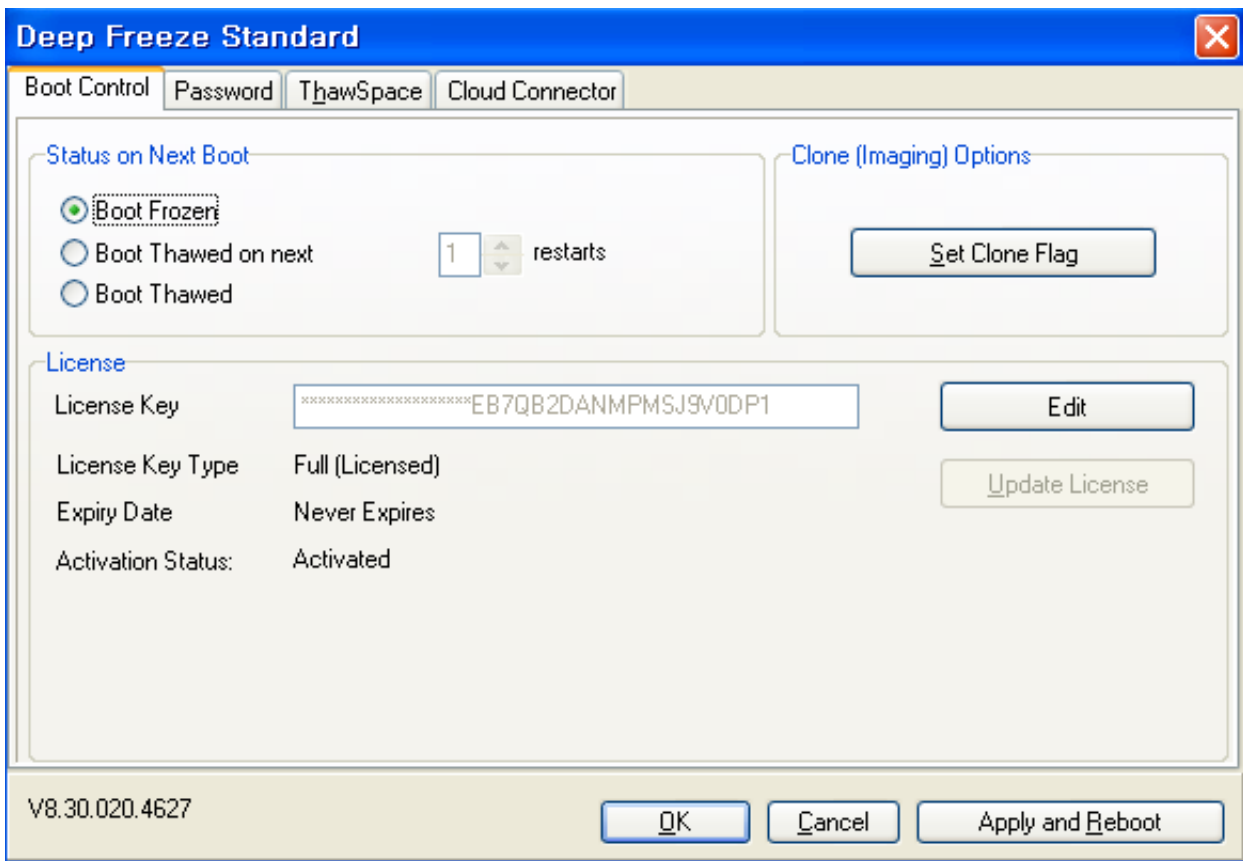 Deep Freeze Standard
Boot Control Password ThawSpace Cloud Connector
Status on Next Boot
Boot Frozen
Boot Thawed on next 1 restarts
Boot Thawed
Clone (Imaging) Options
Set Clone Flag
License
License Key ********************EB7QB2DANMPMSJ9V0DP1 Edit
License Key Type Full (Licensed) Update License
Expiry Date Never Expires
Activation Status: Activated
V8.30.020.4627 OK Cancel Apply and Reboot